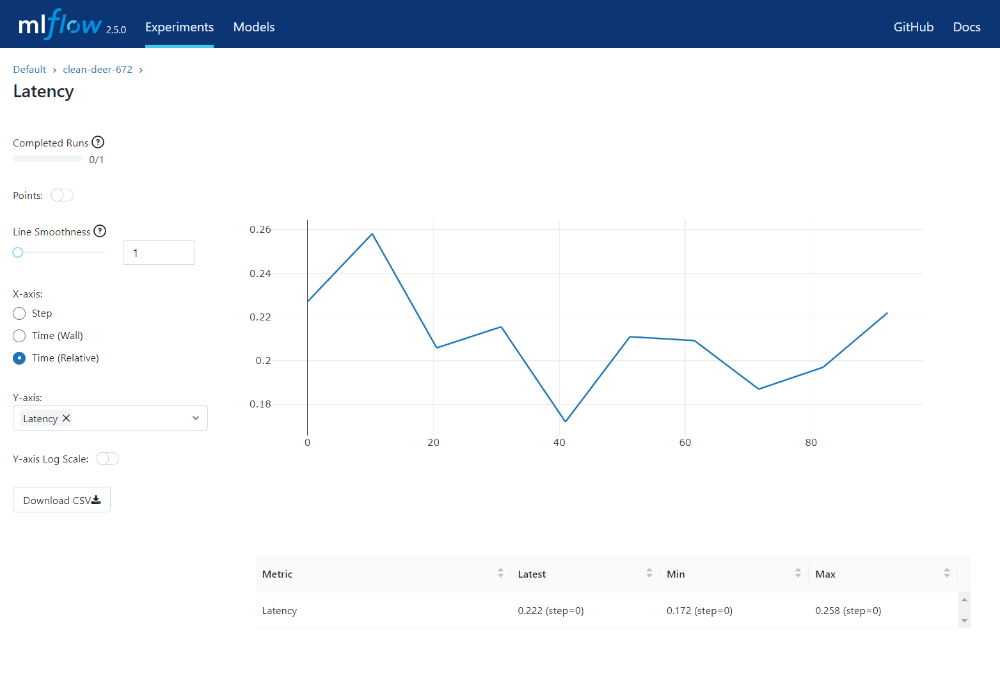 mlflow 2.5.0 Experiments Models GitHub Docs
Default › clean-deer-672 ›
Latency
Completed Runs ?
0/1
Points:
Line Smoothness ?
1
X-axis:
Step
Time (Wall)
Time (Relative)
Y-axis:
Latency
Y-axis Log Scale:
Download CSV
0.26
0.24
0.22
0.2
0.18
0 20 40 60 80
Metric Latest Min Max
Latency 0.222 (step=0) 0.172 (step=0) 0.258 (step=0)